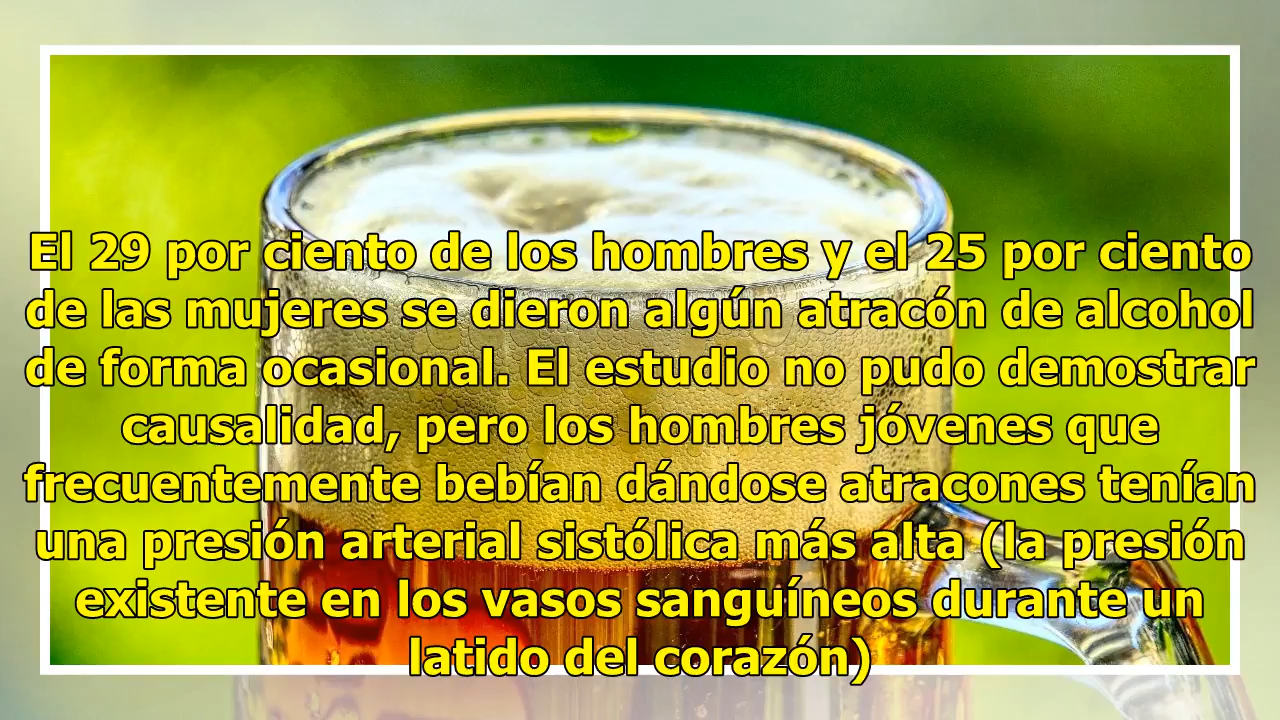 El 29 por ciento de los hombres y el 25 por ciento
de las mujeres se dieron algún atracón de alcohol
de forma ocasional. El estudio no pudo demostrar
causalidad, pero los hombres jóvenes que
frecuentemente bebían dándose atracones tenían
una presión arterial sistólica más alta (la presión
existente en los vasos sanguíneos durante un
latido del corazón)